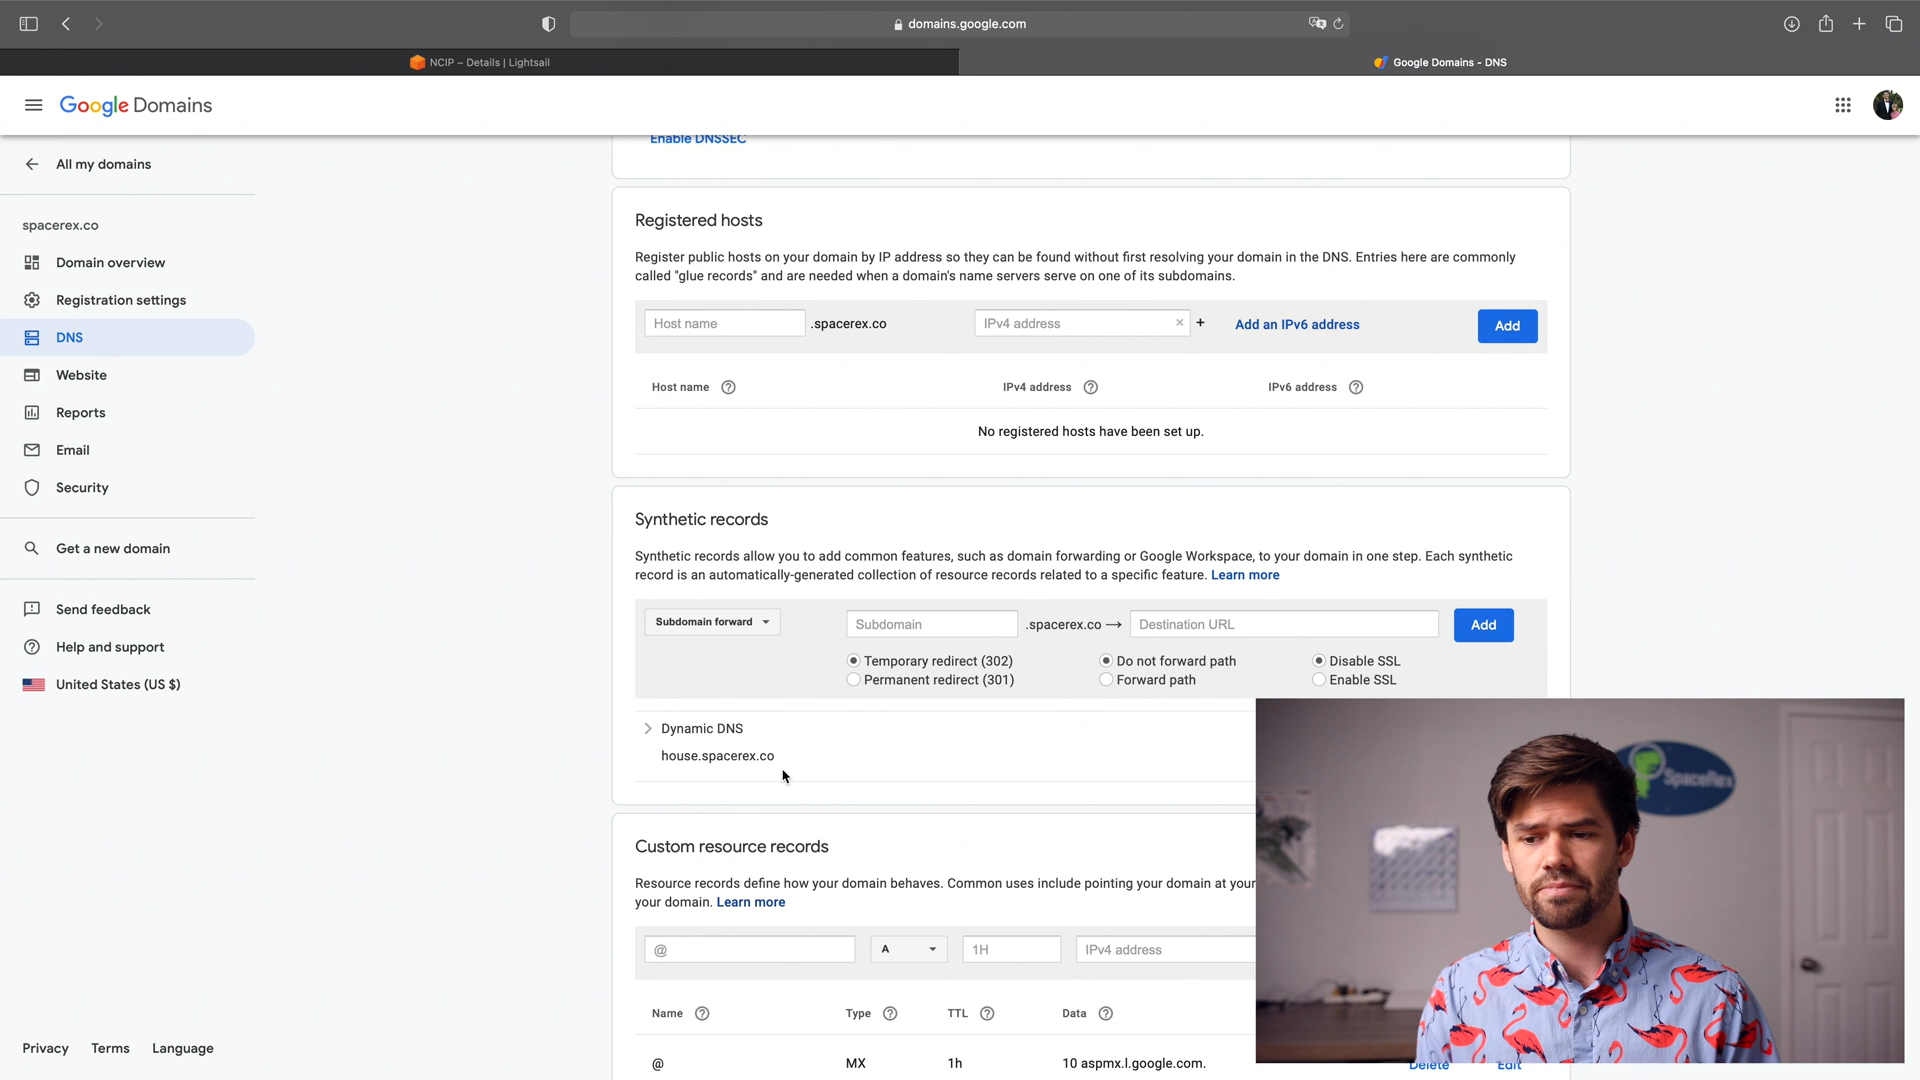 domains.google.com
NCIP – Details | Lightsail
Google Domains - DNS
Google Domains
Enable DNSSEC
All my domains
spacerex.co
Domain overview
Registration settings
DNS
Website
Reports
Email
Security
Get a new domain
Send feedback
Help and support
United States (US $)
Privacy Terms Language
Registered hosts
Register public hosts on your domain by IP address so they can be found without first resolving your domain in the DNS. Entries here are commonly
called "glue records" and are needed when a domain's name servers serve on one of its subdomains.
Host name .spacerex.co IPv4 address × + Add an IPv6 address Add
Host name ? IPv4 address ? IPv6 address ?
No registered hosts have been set up.
Synthetic records
Synthetic records allow you to add common features, such as domain forwarding or Google Workspace, to your domain in one step. Each synthetic
record is an automatically-generated collection of resource records related to a specific feature. Learn more
Subdomain forward Subdomain .spacerex.co → Destination URL Add
Temporary redirect (302) Do not forward path Disable SSL
Permanent redirect (301) Forward path Enable SSL
Dynamic DNS
house.spacerex.co
Custom resource records
Resource records define how your domain behaves. Common uses include pointing your domain at your
your domain. Learn more
@ A 1H IPv4 address
Name ? Type ? TTL ? Data ?
@ MX 1h 10 aspmx.l.google.com. Delete Edit
SpaceRex